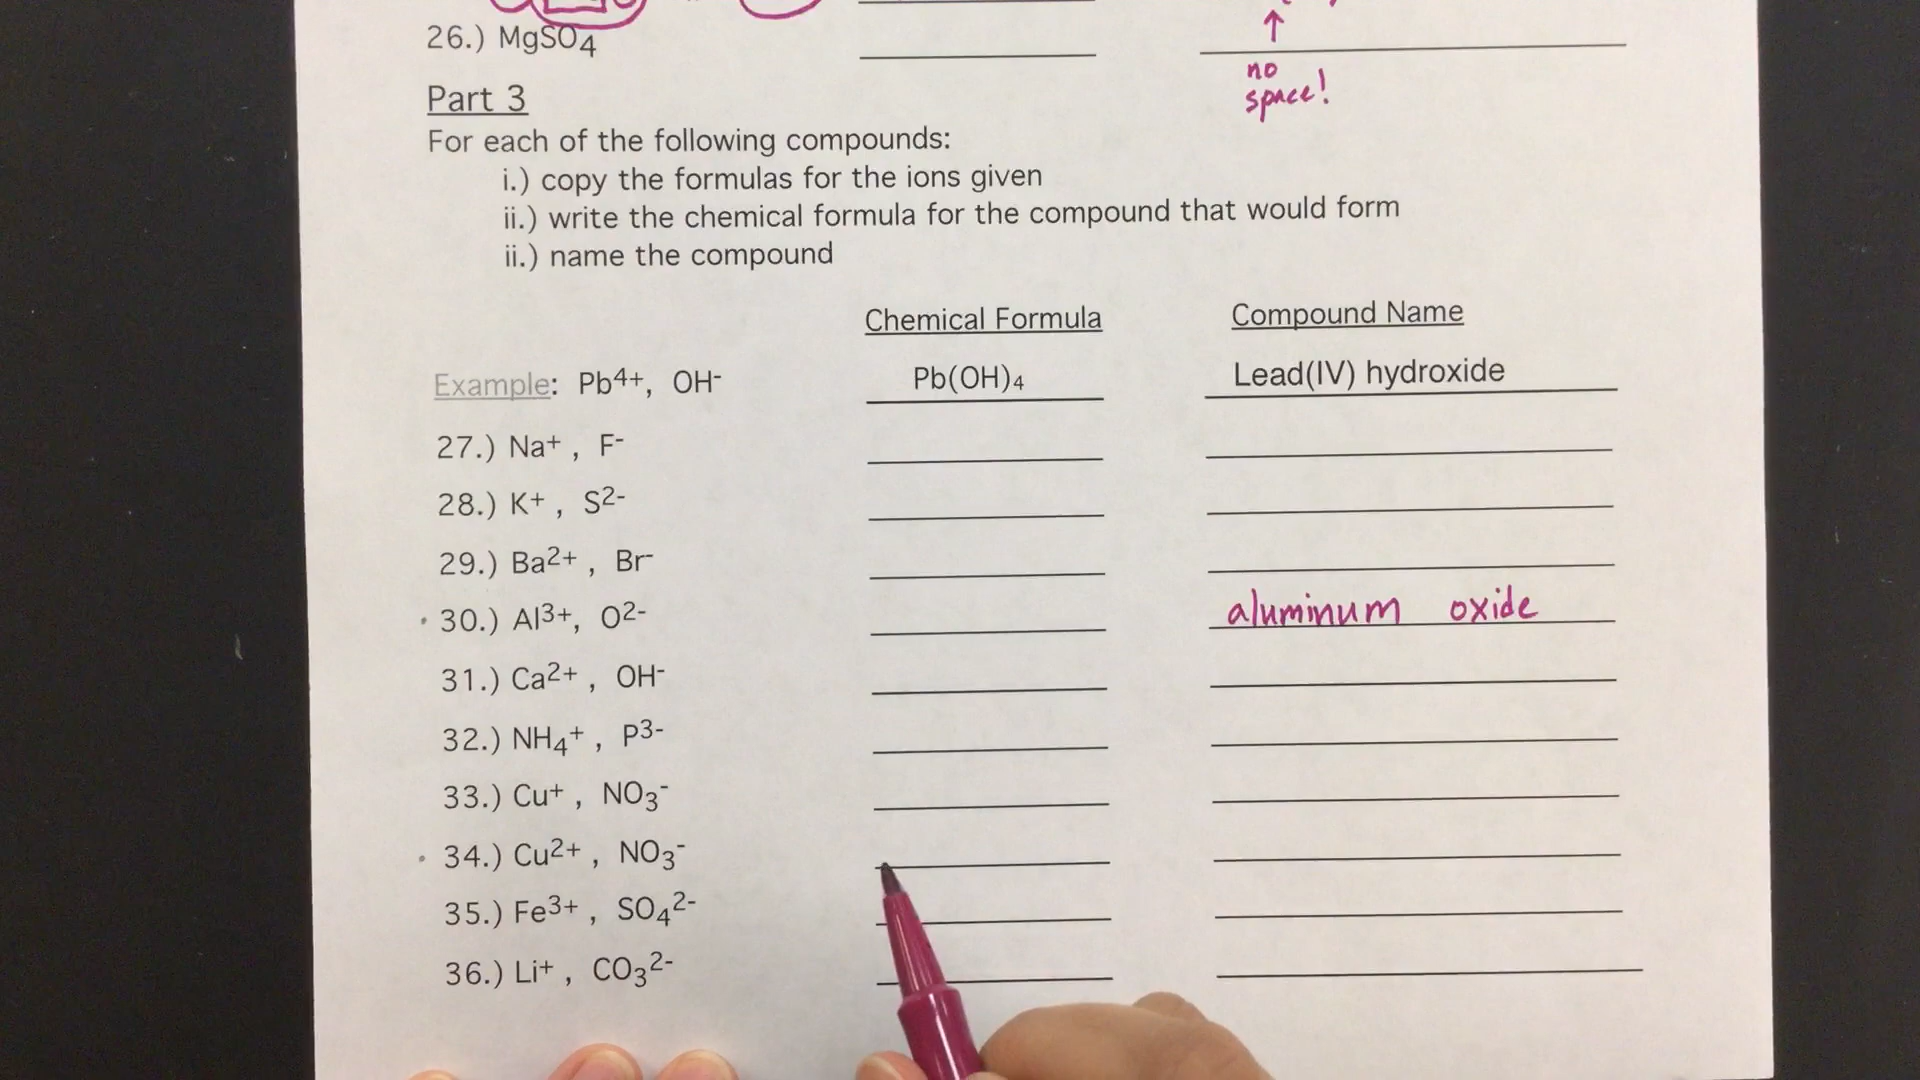 26.) MgSO4
no
space!
Part 3
For each of the following compounds:
i.) copy the formulas for the ions given
ii.) write the chemical formula for the compound that would form
ii.) name the compound
Chemical Formula Compound Name
Example: Pb4+, OH- Pb(OH)4 Lead(IV) hydroxide
27.) Na+ , F-
28.) K+ , S2-
29.) Ba2+ , Br-
30.) Al3+, O2- aluminum oxide
31.) Ca2+ , OH-
32.) NH4+ , P3-
33.) Cu+ , NO3-
34.) Cu2+ , NO3-
35.) Fe3+ , SO42-
36.) Li+ , CO32-